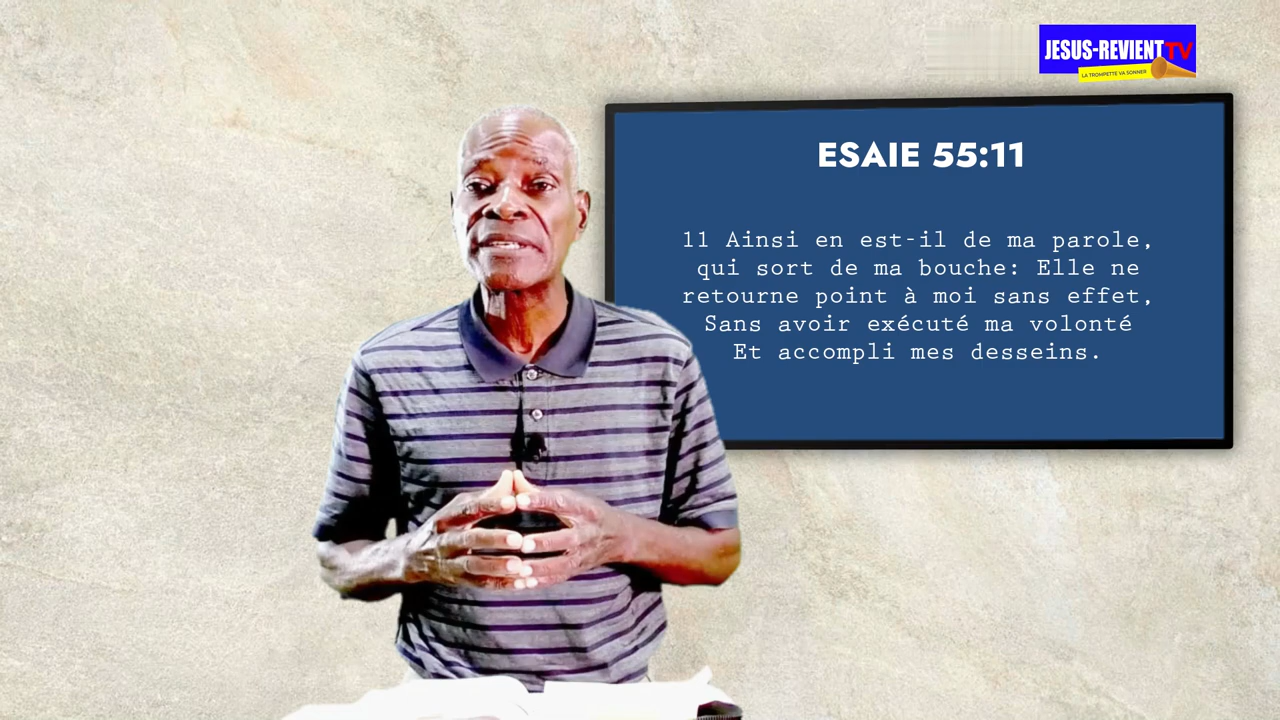 JESUS-REVIENT TV
LA TROMPETTE VA SONNER
ESAIE 55:11
11 Ainsi en est-il de ma parole,
qui sort de ma bouche: Elle ne
retourne point à moi sans effet,
Sans avoir exécuté ma volonté
Et accompli mes desseins.